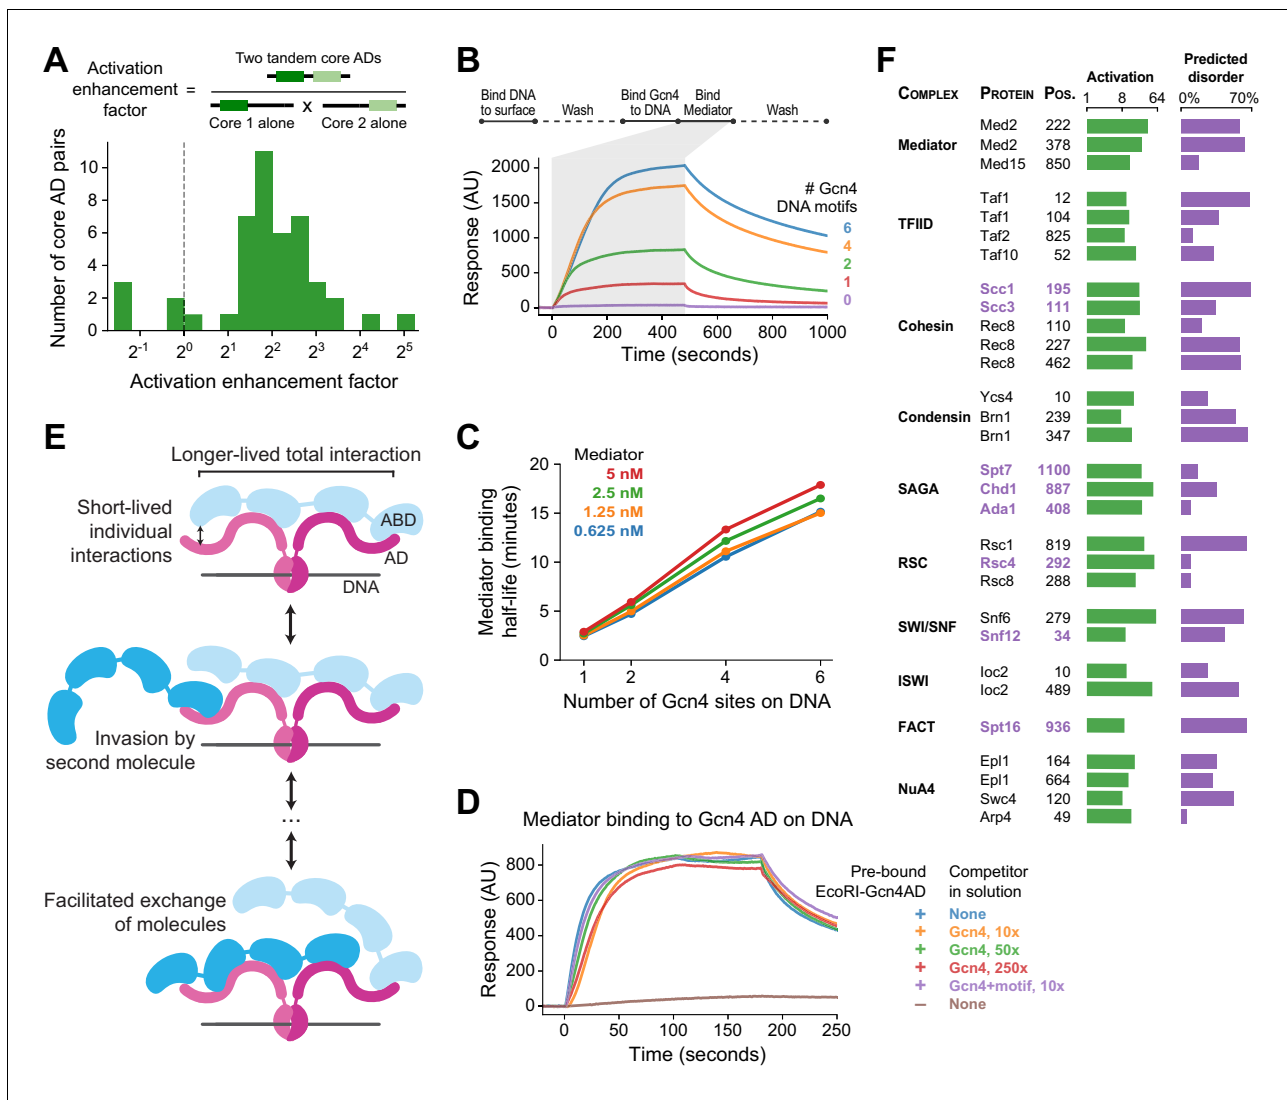 A
Activation
enhancement
factor
=
Two tandem core ADs
Core 1 alone
x
Core 2 alone
Number of core AD pairs
10
8
6
4
2
0
2-1
20
21
22
23
24
25
Activation enhancement factor
B
Bind DNA
to surface
Wash
Bind Gcn4
to DNA
Bind
Mediator
Wash
Response (AU)
2000
1500
1000
500
0
# Gcn4
DNA motifs
6
4
2
1
0
0 200 400 600 800 1000
Time (seconds)
C
Mediator binding
half-life (minutes)
20
15
10
5
0
Mediator
5 nM
2.5 nM
1.25 nM
0.625 nM
1 2 4 6
Number of Gcn4 sites on DNA
D
Mediator binding to Gcn4 AD on DNA
Response (AU)
800
600
400
200
0
0 50 100 150 200 250
Time (seconds)
Pre-bound
EcoRI-Gcn4AD
Competitor
in solution
+ None
+ Gcn4, 10x
+ Gcn4, 50x
+ Gcn4, 250x
+ Gcn4+motif, 10x
− None
E
Longer-lived total interaction
Short-lived
individual
interactions
ABD
AD
DNA
Invasion by
second molecule
...
Facilitated exchange
of molecules
F
Complex Protein Pos.
Activation
1 8 64
Predicted
disorder
0% 70%
Mediator
Med2 222
Med2 378
Med15 850
TFIID
Taf1 12
Taf1 104
Taf2 825
Taf10 52
Cohesin
Scc1 195
Scc3 111
Rec8 110
Rec8 227
Rec8 462
Condensin
Ycs4 10
Brn1 239
Brn1 347
SAGA
Spt7 1100
Chd1 887
Ada1 408
RSC
Rsc1 819
Rsc4 292
Rsc8 288
SWI/SNF
Snf6 279
Snf12 34
ISWI
Ioc2 10
Ioc2 489
FACT
Spt16 936
NuA4
Epl1 164
Epl1 664
Swc4 120
Arp4 49